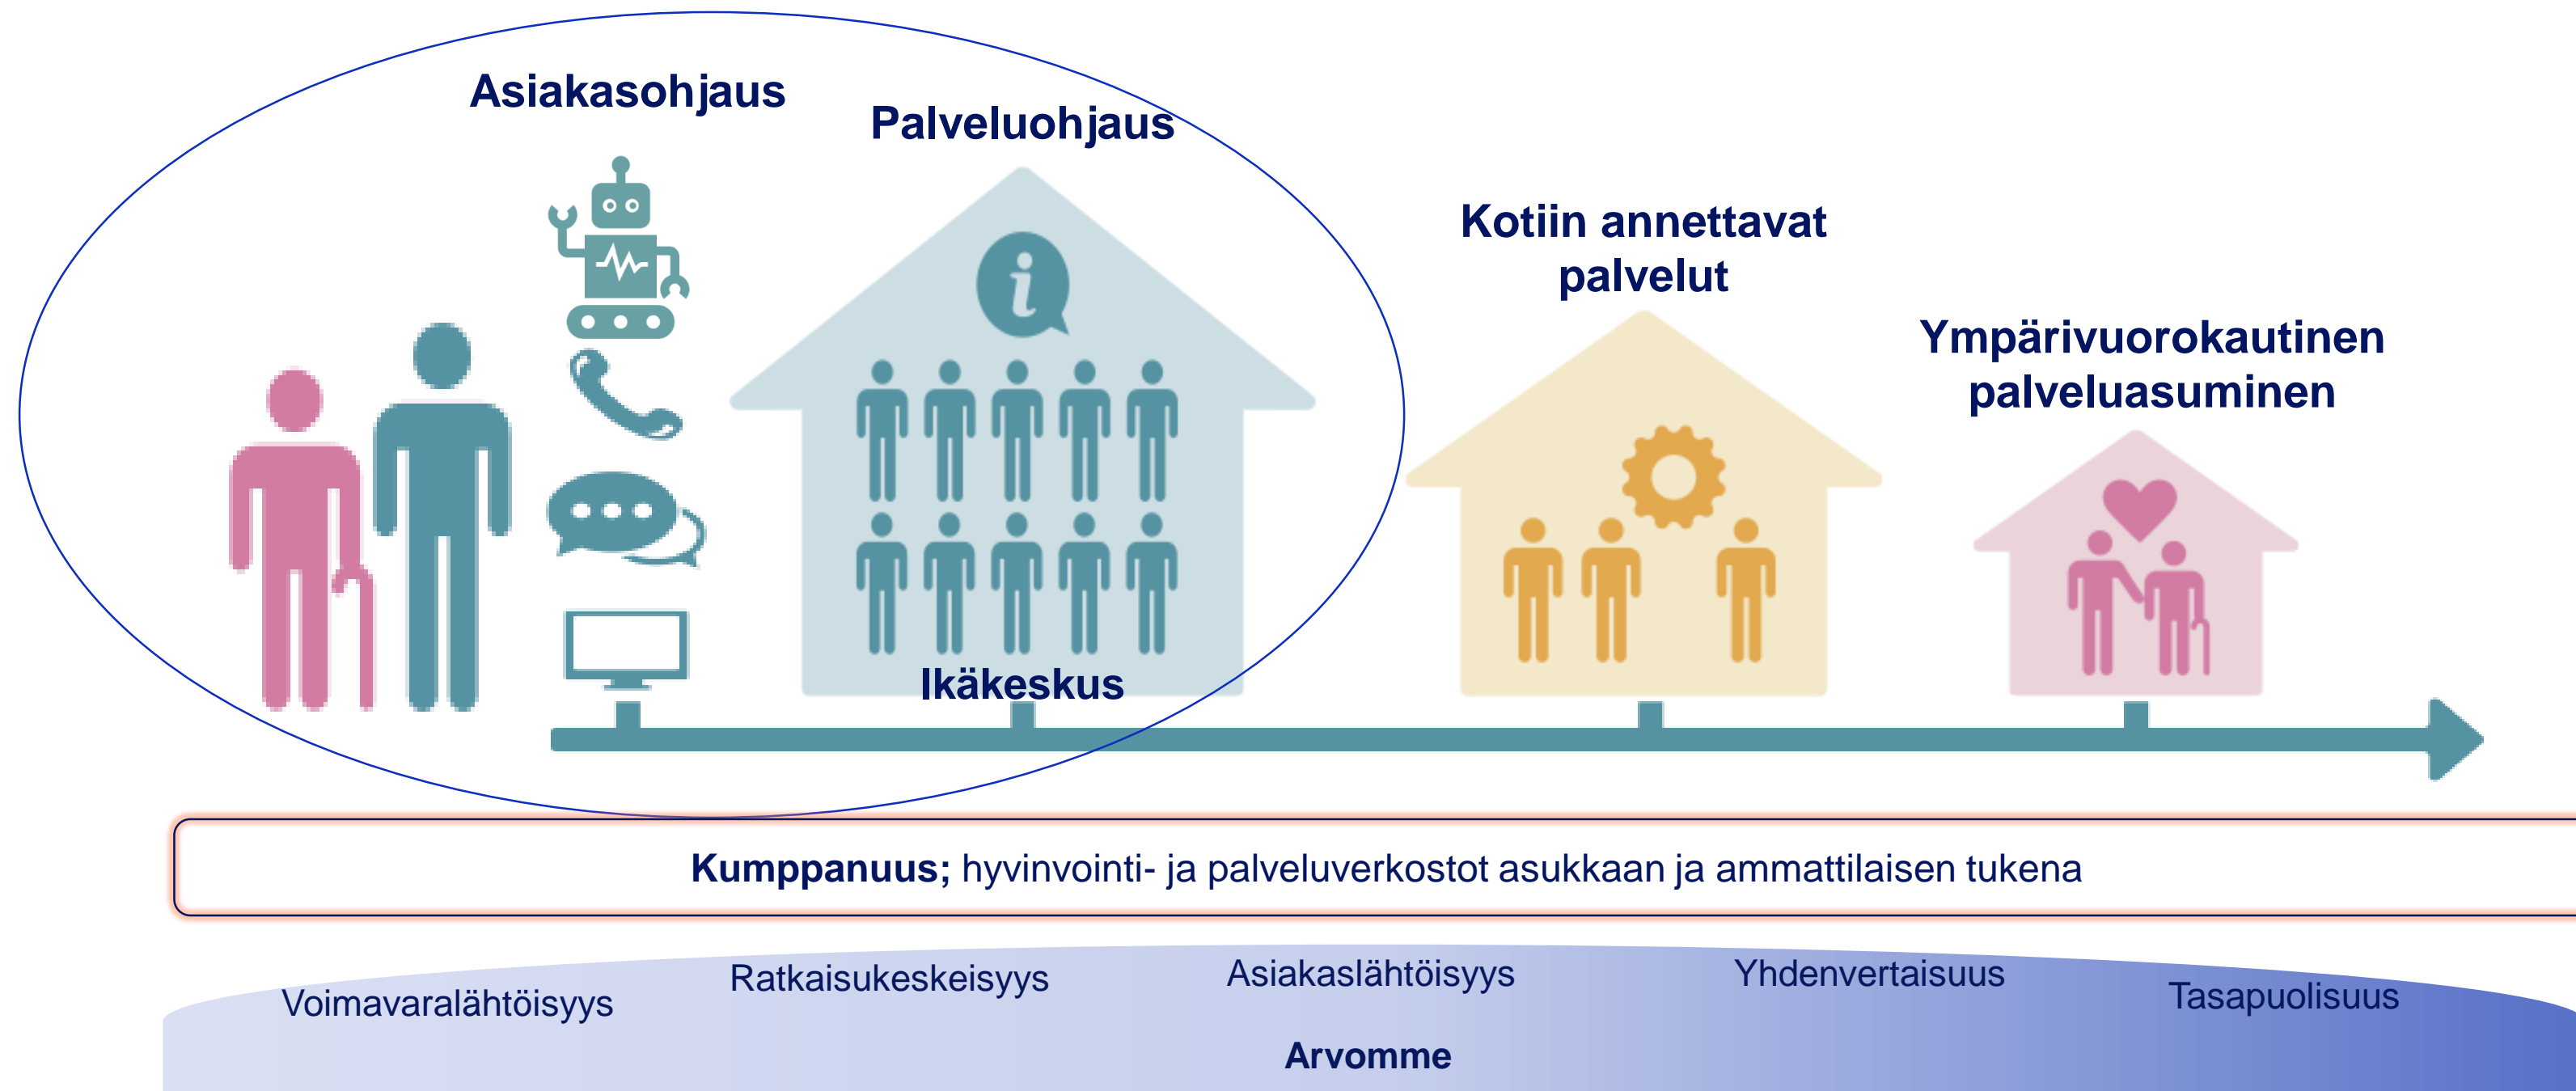 Asiakasohjaus
Palveluohjaus
Kotiin annettavat
palvelut
Ympärivuorokautinen
palveluasuminen
i
Ikäkeskus
Kumppanuus; hyvinvointi- ja palveluverkostot asukkaan ja ammattilaisen tukena
Voimavaralähtöisyys
Ratkaisukeskeisyys
Asiakaslähtöisyys
Yhdenvertaisuus
Tasapuolisuus
Arvomme